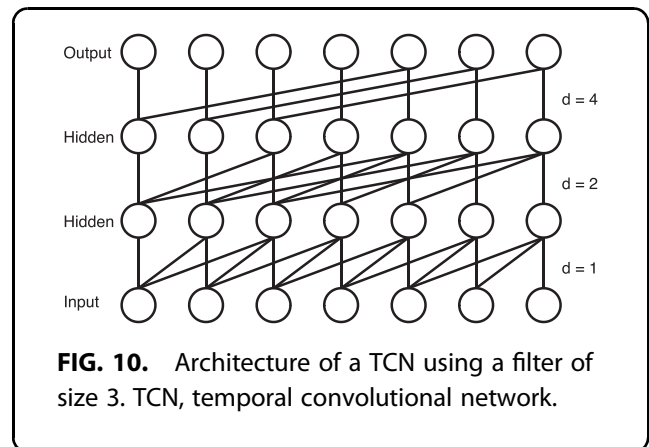 Output
d = 4
Hidden
d = 2
Hidden
d = 1
Input
FIG. 10. Architecture of a TCN using a filter of
size 3. TCN, temporal convolutional network.